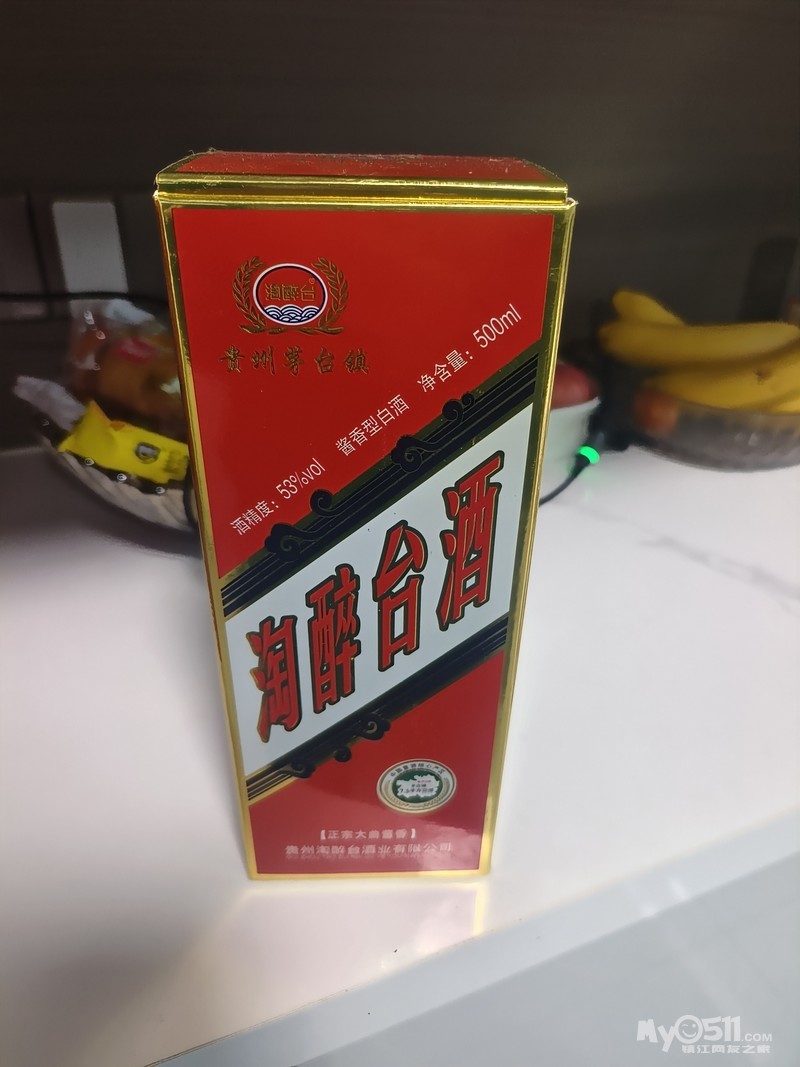 淘醉台
贵州茅台镇
酒精度：53%vol 酱香型白酒 净含量：500ml
淘醉台酒
【正宗大曲酱香】
贵州淘醉台酒业有限公司
My0511.COM
镇江网友之家